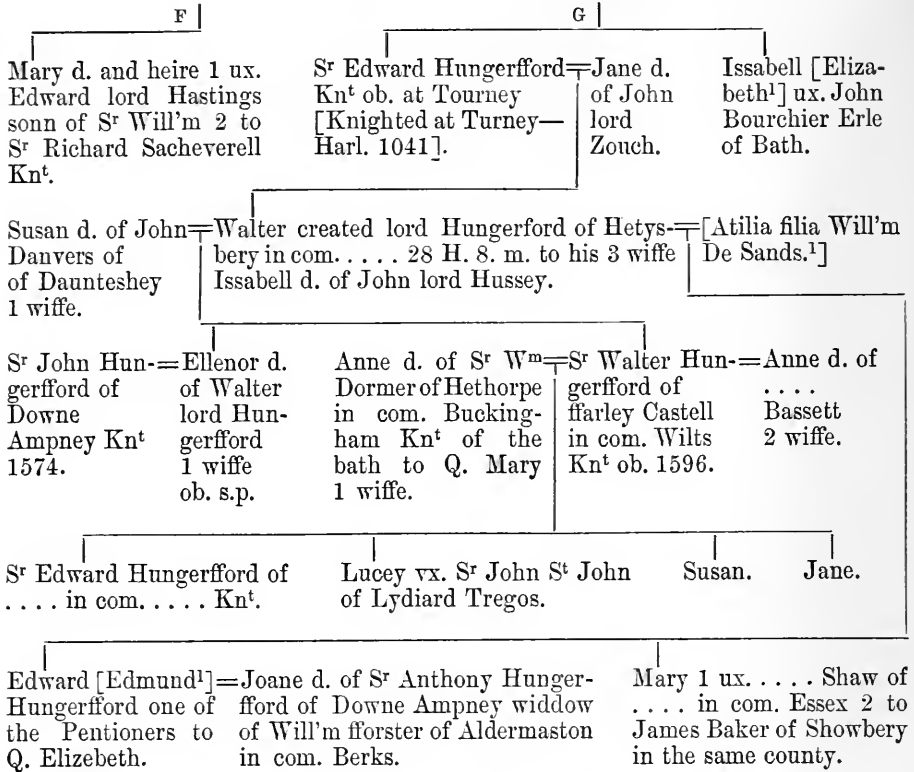 F
G
Mary d. and heire 1 ux.
Edward lord Hastings
sonn of Sʳ Will'm 2 to
Sʳ Richard Sacheverell
Knᵗ.
Sʳ Edward Hungerfford=
Knᵗ ob. at Tourney
[Knighted at Turney—
Harl. 1041].
Jane d.
of John
lord
Zouch.
Issabell [Eliza-
beth¹] ux. John
Bourchier Erle
of Bath.
Susan d. of John=
Danvers of
of Daunteshey
1 wiffe.
Walter created lord Hungerford of Hetys-=
bery in com. . . . . . 28 H. 8. m. to his 3 wiffe
Issabell d. of John lord Hussey.
[Atilia filia Will'm
De Sands.¹]
Sʳ John Hun-=
gerfford of
Downe
Ampney Knᵗ
1574.
Ellenor d.
of Walter
lord Hun-
gerfford
1 wiffe
ob. s.p.
Anne d. of Sʳ Wᵐ=
Dormer of Hethorpe
in com. Bucking-
ham Knᵗ of the
bath to Q. Mary
1 wiffe.
Sʳ Walter Hun-=
gerfford of
ffarley Castell
in com. Wilts
Knᵗ ob. 1596.
Anne d. of
. . . .
Bassett
2 wiffe.
Sʳ Edward Hungerfford of
. . . . in com. . . . . . Knᵗ.
Lucey vx. Sʳ John Sᵗ John
of Lydiard Tregos.
Susan.
Jane.
Edward [Edmund¹]=
Hungerfford one of
the Pentioners to
Q. Elizebeth.
Joane d. of Sʳ Anthony Hunger-
fford of Downe Ampney widdow
of Will'm fforster of Aldermaston
in com. Berks.
Mary 1 ux. . . . . . Shaw of
. . . . in com. Essex 2 to
James Baker of Showbery
in the same county.